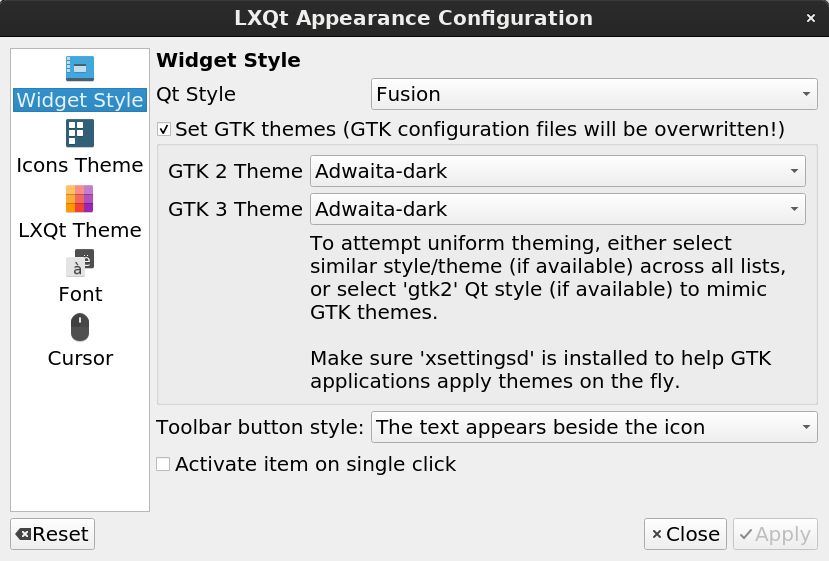 LXQt Appearance Configuration
Widget Style
Icons Theme
LXQt Theme
Font
Cursor
Widget Style
Qt Style
Fusion
Set GTK themes (GTK configuration files will be overwritten!)
GTK 2 Theme
Adwaita-dark
GTK 3 Theme
Adwaita-dark
To attempt uniform theming, either select
similar style/theme (if available) across all lists,
or select 'gtk2' Qt style (if available) to mimic
GTK themes.
Make sure 'xsettingsd' is installed to help GTK
applications apply themes on the fly.
Toolbar button style:
The text appears beside the icon
Activate item on single click
Reset
Close
Apply